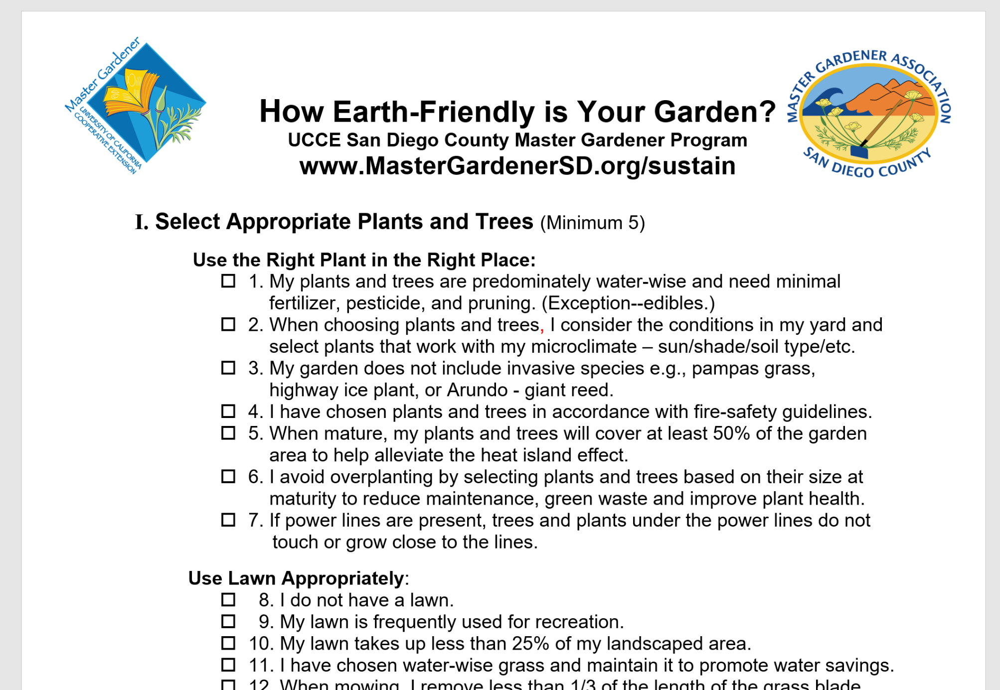 Master Gardener
UNIVERSITY OF CALIFORNIA
COOPERATIVE EXTENSION
MASTER GARDENER ASSOCIATION
SAN DIEGO COUNTY
How Earth-Friendly is Your Garden?
UCCE San Diego County Master Gardener Program
www.MasterGardenerSD.org/sustain
I. Select Appropriate Plants and Trees (Minimum 5)
Use the Right Plant in the Right Place:
☐ 1. My plants and trees are predominately water-wise and need minimal
fertilizer, pesticide, and pruning. (Exception--edibles.)
☐ 2. When choosing plants and trees, I consider the conditions in my yard and
select plants that work with my microclimate – sun/shade/soil type/etc.
☐ 3. My garden does not include invasive species e.g., pampas grass,
highway ice plant, or Arundo - giant reed.
☐ 4. I have chosen plants and trees in accordance with fire-safety guidelines.
☐ 5. When mature, my plants and trees will cover at least 50% of the garden
area to help alleviate the heat island effect.
☐ 6. I avoid overplanting by selecting plants and trees based on their size at
maturity to reduce maintenance, green waste and improve plant health.
☐ 7. If power lines are present, trees and plants under the power lines do not
touch or grow close to the lines.
Use Lawn Appropriately:
☐ 8. I do not have a lawn.
☐ 9. My lawn is frequently used for recreation.
☐ 10. My lawn takes up less than 25% of my landscaped area.
☐ 11. I have chosen water-wise grass and maintain it to promote water savings.
☐ 12. When mowing, I remove less than 1/3 of the length of the grass blade